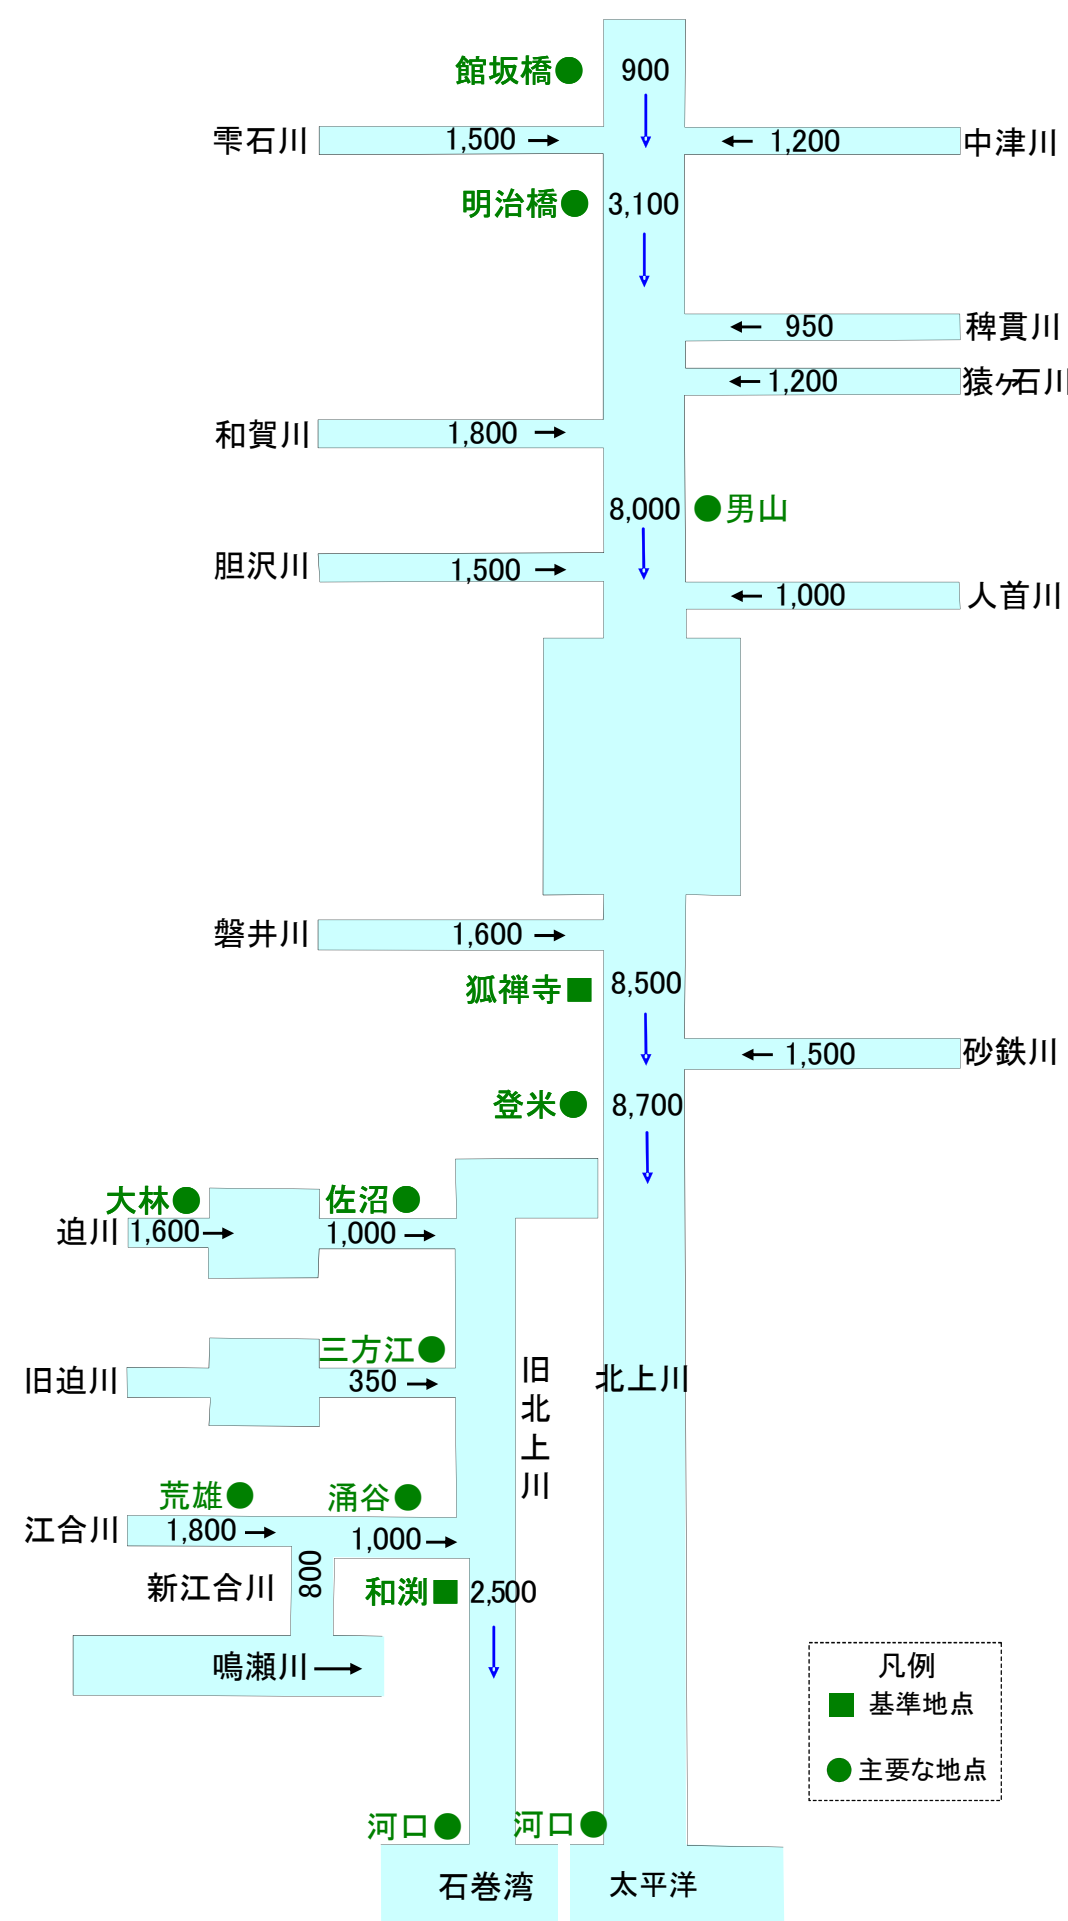 館坂橋● 900
雫石川 1,500 → ← 1,200 中津川
明治橋● 3,100
← 950 稗貫川
← 1,200 猿ヶ石川
和賀川 1,800 →
8,000 ●男山
胆沢川 1,500 →
← 1,000 人首川
磐井川 1,600 →
狐禅寺■ 8,500
← 1,500 砂鉄川
登米● 8,700
大林● 佐沼●
迫川 1,600→ 1,000 →
三方江●
旧迫川 350 →
旧北上川
北上川
荒雄● 涌谷●
江合川 1,800 → 1,000 →
新江合川 800
和渕■ 2,500
鳴瀬川 →
凡例
■ 基準地点
● 主要な地点
河口● 河口●
石巻湾 太平洋